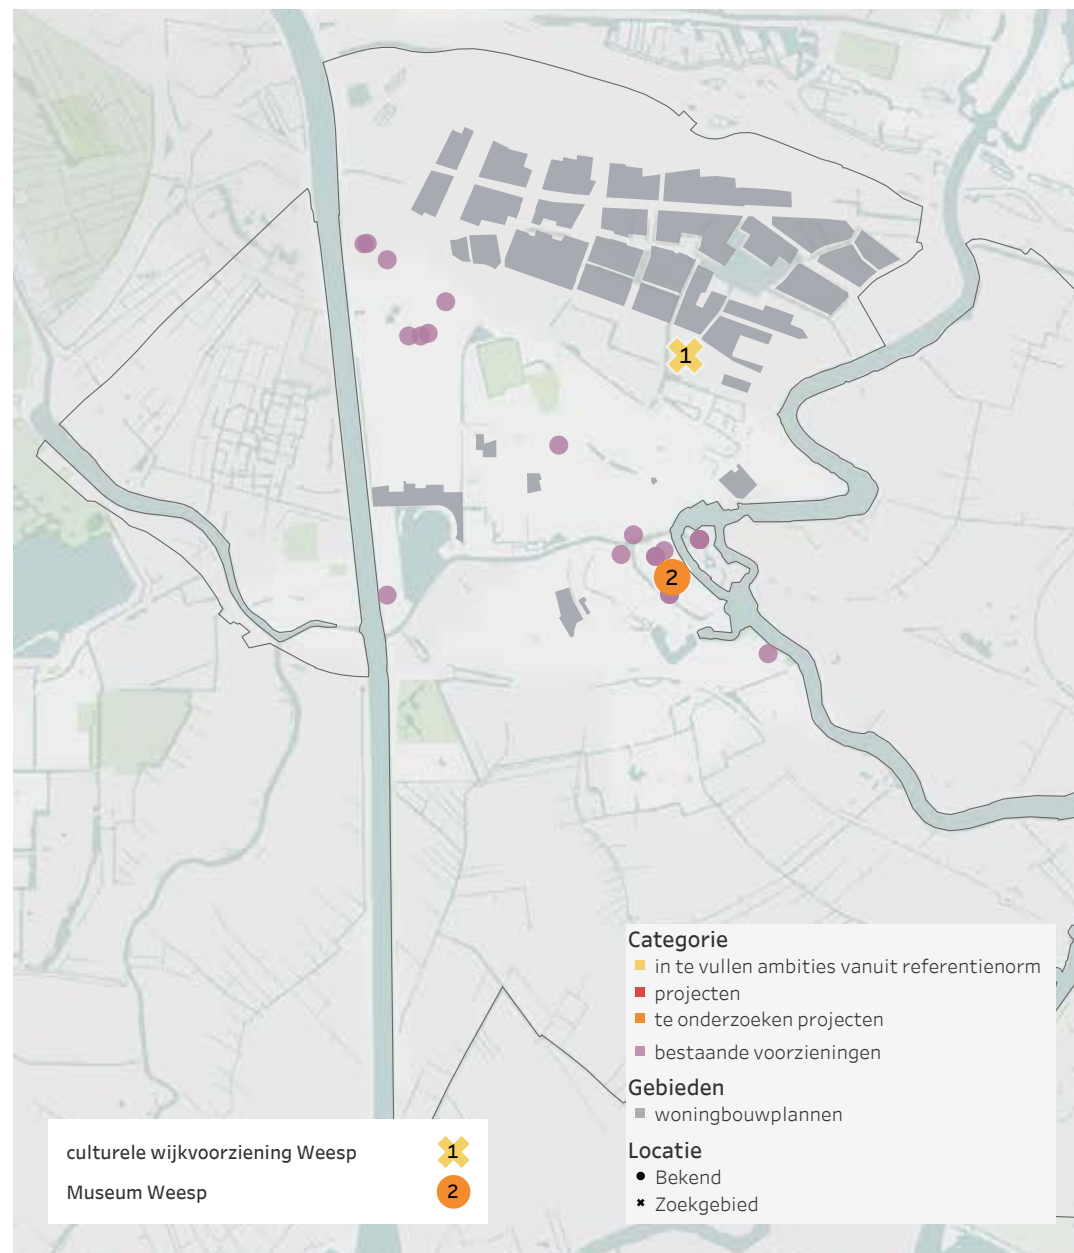 1
2
Categorie
in te vullen ambities vanuit referentienorm
projecten
te onderzoeken projecten
bestaande voorzieningen
Gebieden
woningbouwplannen
Locatie
Bekend
Zoekgebied
culturele wijkvoorziening Weesp 1
Museum Weesp 2